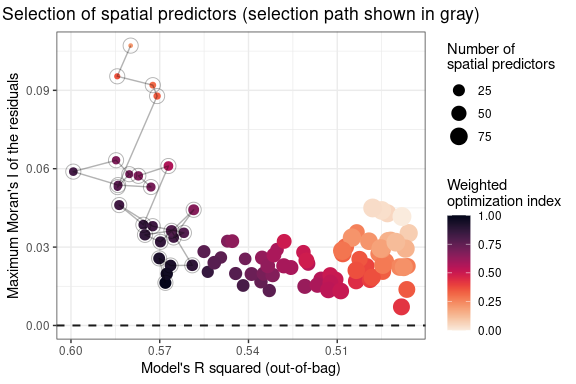 Selection of spatial predictors (selection path shown in gray)
Maximum Moran's I of the residuals
0.09
0.06
0.03
0.00
0.60
0.57
0.54
0.51
Model's R squared (out-of-bag)
Number of
spatial predictors
25
50
75
Weighted
optimization index
1.00
0.75
0.50
0.25
0.00